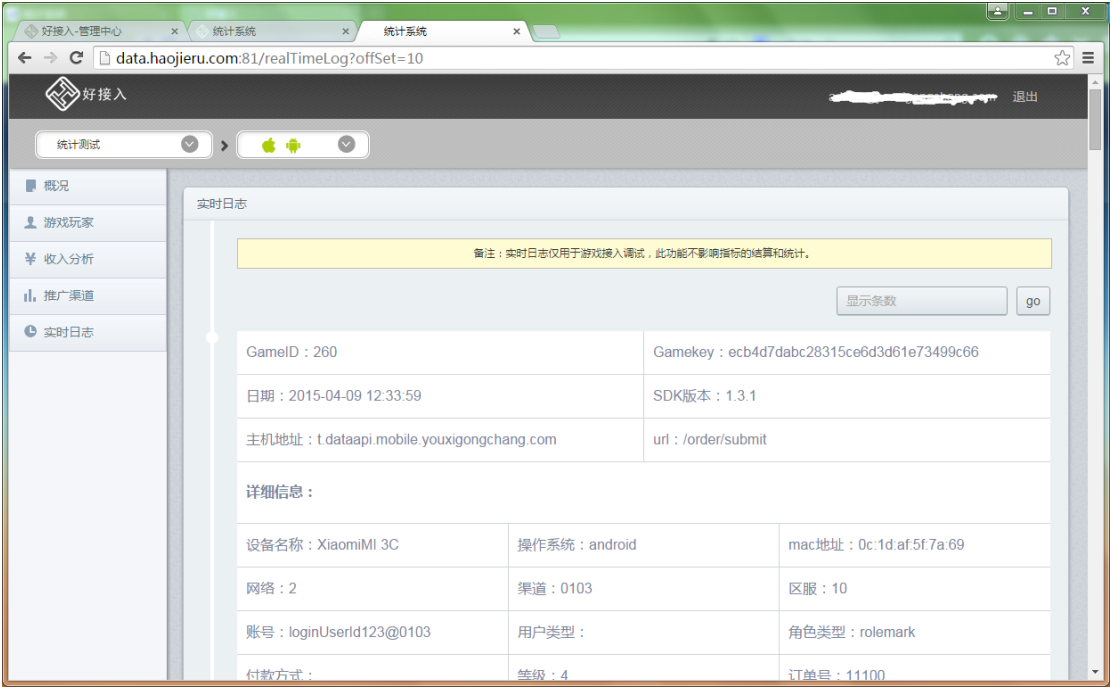 好接入-管理中心 统计系统 统计系统
data.haojieru.com:81/realTimeLog?offSet=10
好接入 退出
统计测试
概况
游戏玩家
收入分析
推广渠道
实时日志
实时日志
备注：实时日志仅用于游戏接入调试，此功能不影响指标的结算和统计。
显示条数 go
GameID：260 Gamekey：ecb4d7dabc28315ce6d3d61e73499c66
日期：2015-04-09 12:33:59 SDK版本：1.3.1
主机地址：t.dataapi.mobile.youxigongchang.com url：/order/submit
详细信息：
设备名称：XiaomiMI 3C 操作系统：android mac地址：0c:1d:af:5f:7a:69
网络：2 渠道：0103 区服：10
账号：loginUserId123@0103 用户类型： 角色类型：rolemark
付款方式： 等级：4 订单号：11100